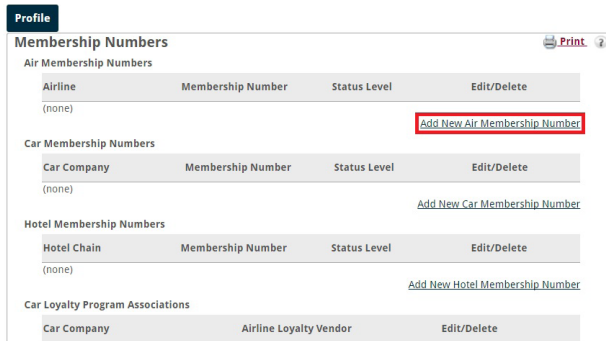 Profile
Membership Numbers Print ?
Air Membership Numbers
Airline Membership Number Status Level Edit/Delete
(none)
Add New Air Membership Number
Car Membership Numbers
Car Company Membership Number Status Level Edit/Delete
(none)
Add New Car Membership Number
Hotel Membership Numbers
Hotel Chain Membership Number Status Level Edit/Delete
(none)
Add New Hotel Membership Number
Car Loyalty Program Associations
Car Company Airline Loyalty Vendor Edit/Delete